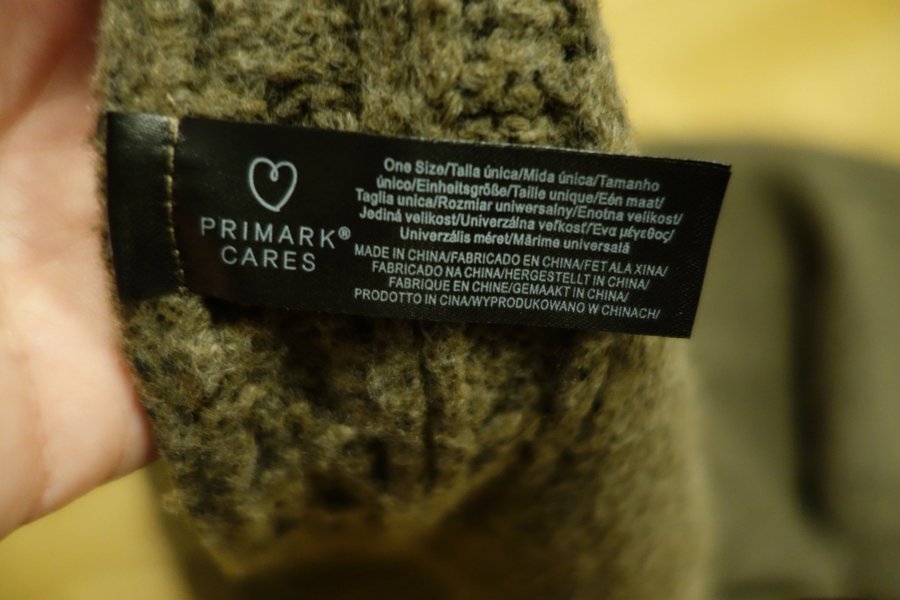 PRIMARK®
CARES
One Size/Talla única/Mida única/Tamanho
único/Einheitsgröße/Taille unique/Eén maat/
Taglia unica/Rozmiar uniwersalny/Enotna velikost/
Jediná velikost/Univerzálna veľkosť/Ένα μέγεθος/
Univerzális méret/Mărime universală
MADE IN CHINA/FABRICADO EN CHINA/FET ALA XINA/
FABRICADO NA CHINA/HERGESTELLT IN CHINA/
FABRIQUE EN CHINE/GEMAAKT IN CHINA/
PRODOTTO IN CINA/WYPRODUKOWANO W CHINACH/